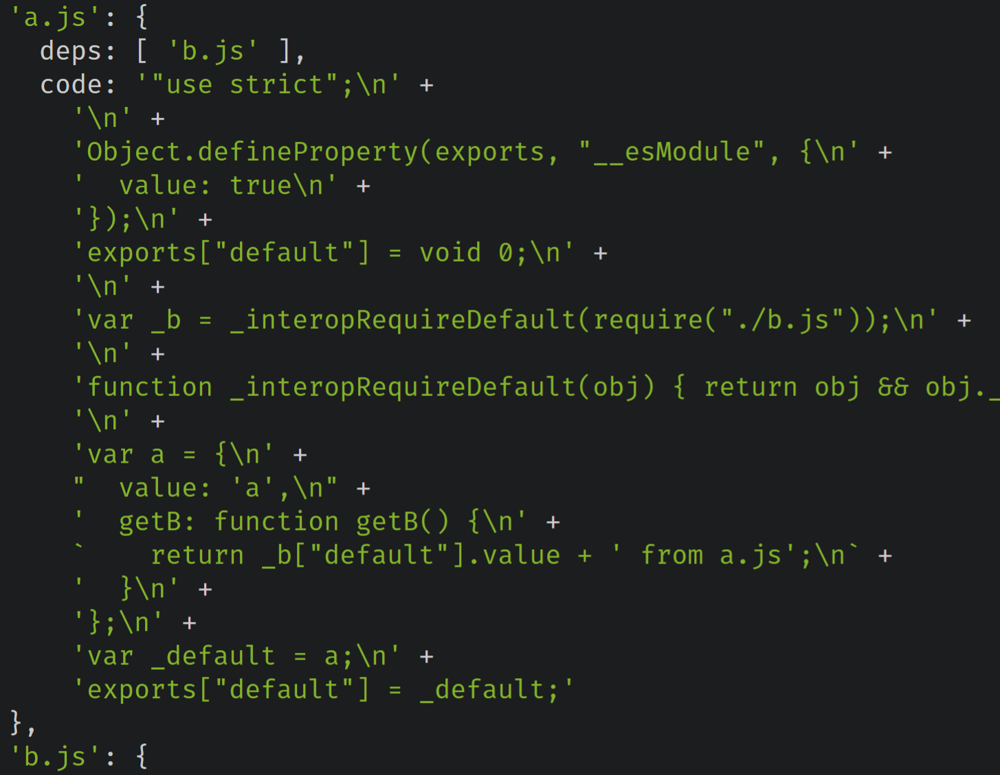 'a.js': {
  deps: [ 'b.js' ],
  code: '"use strict";\n' +
    '\n' +
    'Object.defineProperty(exports, "__esModule", {\n' +
    '  value: true\n' +
    '});\n' +
    'exports["default"] = void 0;\n' +
    '\n' +
    'var _b = _interopRequireDefault(require("./b.js"));\n' +
    '\n' +
    'function _interopRequireDefault(obj) { return obj && obj._
    '\n' +
    'var a = {\n' +
    "  value: 'a',\n" +
    '  getB: function getB() {\n' +
    `    return _b["default"].value + ' from a.js';\n` +
    '  }\n' +
    '};\n' +
    'var _default = a;\n' +
    'exports["default"] = _default;'
},
'b.js': {